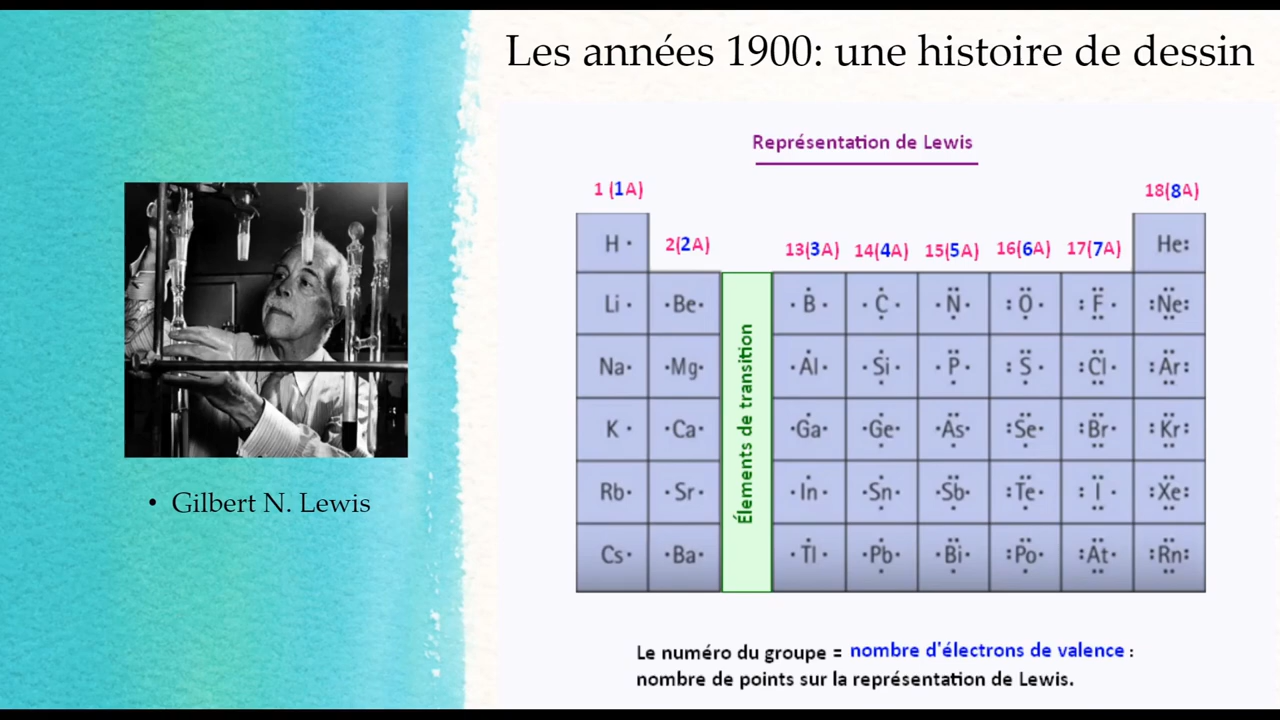 Les années 1900: une histoire de dessin
Gilbert N. Lewis
Représentation de Lewis
1 (1A) 18(8A)
2(2A) 13(3A) 14(4A) 15(5A) 16(6A) 17(7A)
H He
Li Be B C N O F Ne
Na Mg Al Si P S Cl Ar
K Ca Ga Ge As Se Br Kr
Rb Sr In Sn Sb Te I Xe
Cs Ba Tl Pb Bi Po At Rn
Élements de transition
Le numéro du groupe = nombre d'électrons de valence :
nombre de points sur la représentation de Lewis.